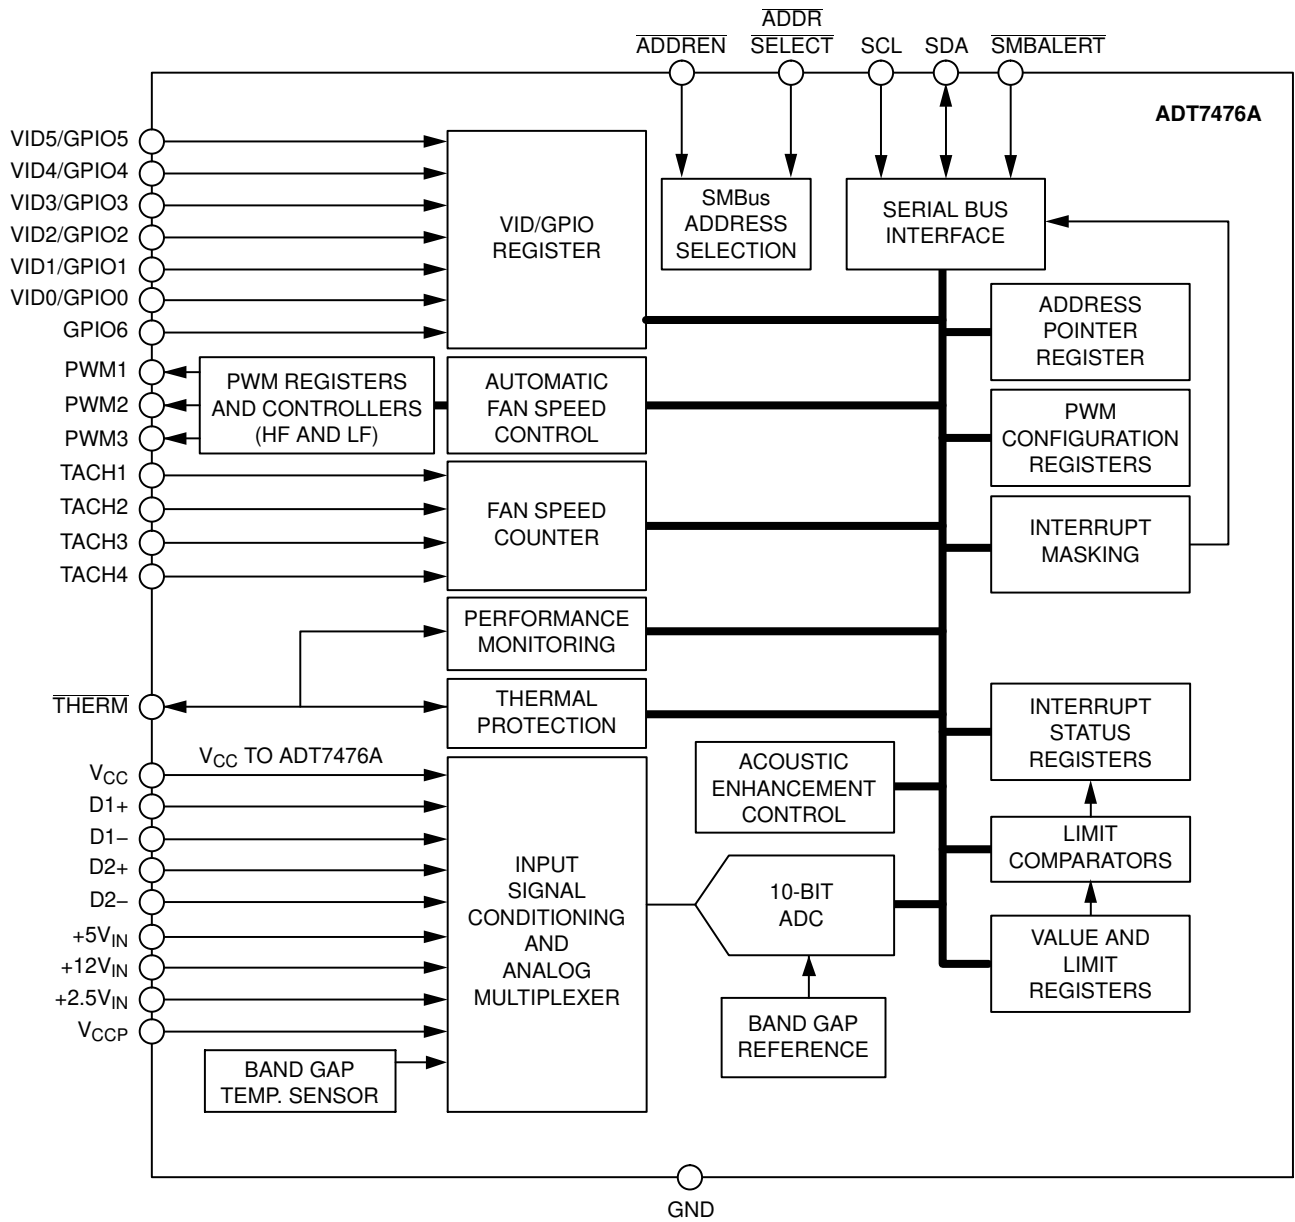 ADDREN
ADDR
SELECT
SCL
SDA
SMBALERT
ADT7476A
VID5/GPIO5
VID4/GPIO4
VID3/GPIO3
VID2/GPIO2
VID1/GPIO1
VID0/GPIO0
GPIO6
VID/GPIO
REGISTER
SMBus
ADDRESS
SELECTION
SERIAL BUS
INTERFACE
ADDRESS
POINTER
REGISTER
PWM1
PWM2
PWM3
PWM REGISTERS
AND CONTROLLERS
(HF AND LF)
AUTOMATIC
FAN SPEED
CONTROL
PWM
CONFIGURATION
REGISTERS
TACH1
TACH2
TACH3
TACH4
FAN SPEED
COUNTER
INTERRUPT
MASKING
PERFORMANCE
MONITORING
THERM
THERMAL
PROTECTION
INTERRUPT
STATUS
REGISTERS
VCC TO ADT7476A
VCC
D1+
D1–
D2+
D2–
+5VIN
+12VIN
+2.5VIN
VCCP
INPUT
SIGNAL
CONDITIONING
AND
ANALOG
MULTIPLEXER
ACOUSTIC
ENHANCEMENT
CONTROL
LIMIT
COMPARATORS
10-BIT
ADC
VALUE AND
LIMIT
REGISTERS
BAND GAP
REFERENCE
BAND GAP
TEMP. SENSOR
GND